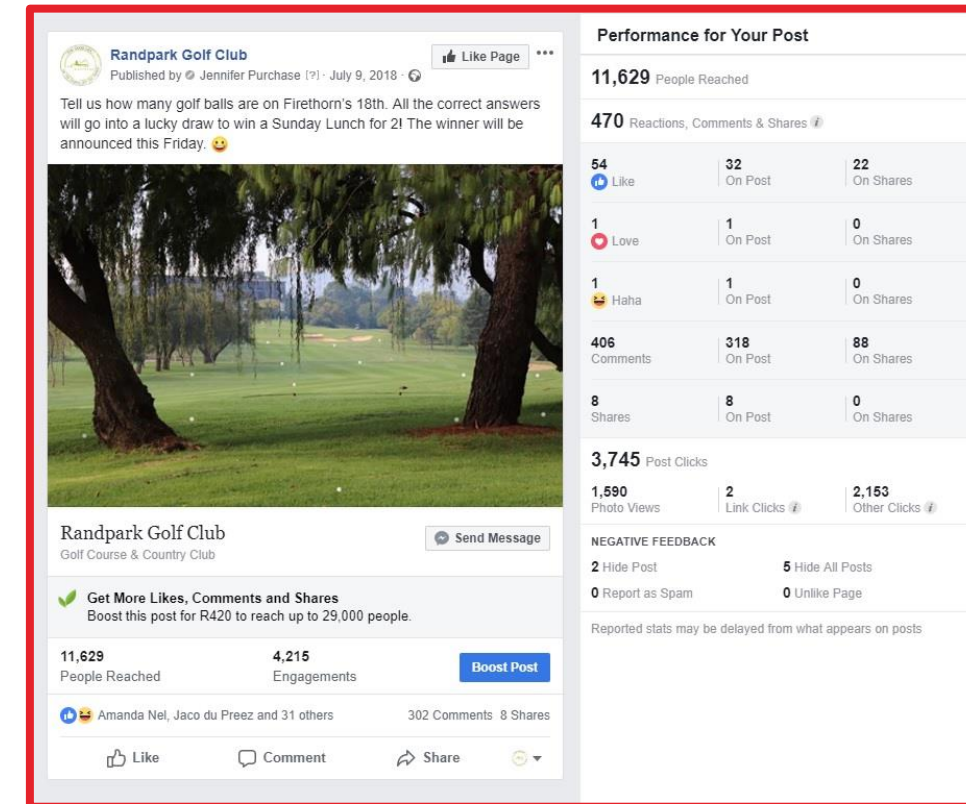 Randpark Golf Club
Published by Jennifer Purchase [?] · July 9, 2018 ·
Like Page
Tell us how many golf balls are on Firethorn's 18th. All the correct answers
will go into a lucky draw to win a Sunday Lunch for 2! The winner will be
announced this Friday. 😀
Randpark Golf Club
Golf Course & Country Club
Send Message
Get More Likes, Comments and Shares
Boost this post for R420 to reach up to 29,000 people.
11,629
People Reached
4,215
Engagements
Boost Post
Amanda Nel, Jaco du Preez and 31 others
302 Comments 8 Shares
Like
Comment
Share
Performance for Your Post
11,629 People Reached
470 Reactions, Comments & Shares i
54
Like
32
On Post
22
On Shares
1
Love
1
On Post
0
On Shares
1
Haha
1
On Post
0
On Shares
406
Comments
318
On Post
88
On Shares
8
Shares
8
On Post
0
On Shares
3,745 Post Clicks
1,590
Photo Views
2
Link Clicks i
2,153
Other Clicks i
NEGATIVE FEEDBACK
2 Hide Post
5 Hide All Posts
0 Report as Spam
0 Unlike Page
Reported stats may be delayed from what appears on posts